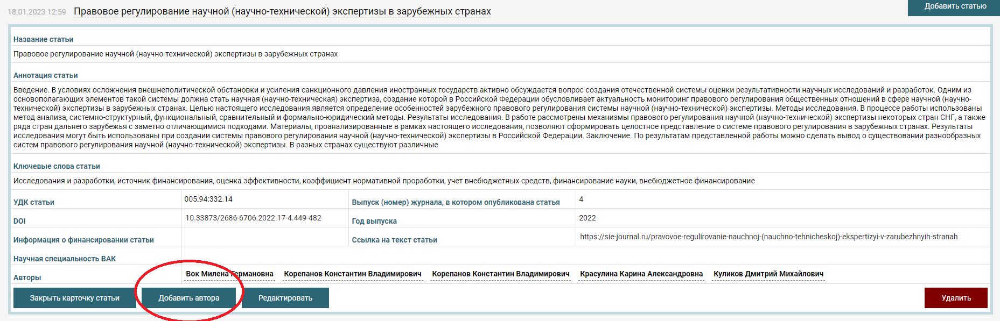 18.01.2023 12:59 Правовое регулирование научной (научно-технической) экспертизы в зарубежных странах
Добавить статью
Название статьи
Правовое регулирование научной (научно-технической) экспертизы в зарубежных странах
Аннотация статьи
Введение. В условиях осложнения внешнеполитической обстановки и усиления санкционного давления иностранных государств активно обсуждается вопрос создания отечественной системы оценки результативности научных исследований и разработок. Одним из
основополагающих элементов такой системы должна стать научная (научно-техническая) экспертиза, создание которой в Российской Федерации обусловливает актуальность мониторинг правового регулирования общественных отношений в сфере научной (научно-
технической) экспертизы в зарубежных странах. Целью настоящего исследования является определение особенностей зарубежного правового регулирования системы научной (научно-технической) экспертизы. Методы исследования. В процессе работы использованы
метод анализа, системно-структурный, функциональный, сравнительный и формально-юридический методы. Результаты исследования. В работе рассмотрены механизмы правового регулирования научной (научно-технической) экспертизы некоторых стран СНГ, а также
ряда стран дальнего зарубежья с заметно отличающимися подходами. Материалы, проанализированные в рамках настоящего исследования, позволяют сформировать целостное представление о системе правового регулирования в зарубежных странах. Результаты
исследования могут быть использованы при создании системы правового регулирования научной (научно-технической) экспертизы в Российской Федерации. Заключение. По результатам представленной работы можно сделать вывод о существовании разнообразных
систем правового регулирования научной (научно-технической) экспертизы. В разных странах существуют различные
Ключевые слова статьи
Исследования и разработки, источник финансирования, оценка эффективности, коэффициент нормативной проработки, учет внебюджетных средств, финансирование науки, внебюджетное финансирование
УДК статьи 005.94:332.14 Выпуск (номер) журнала, в котором опубликована статья 4
DOI 10.33873/2686-6706.2022.17-4.449-482 Год выпуска 2022
Информация о финансировании статьи Ссылка на текст статьи https://sie-journal.ru/pravovoe-regulirovanie-nauchnoj-(nauchno-tehnicheskoj)-ekspertizyi-v-zarubezhnyih-stranah
Научная специальность ВАК
Авторы Вок Милена Германовна Корепанов Константин Владимирович Корепанов Константин Владимирович Красулина Карина Александровна Куликов Дмитрий Михайлович
Закрыть карточку статьи Добавить автора Редактировать Удалить